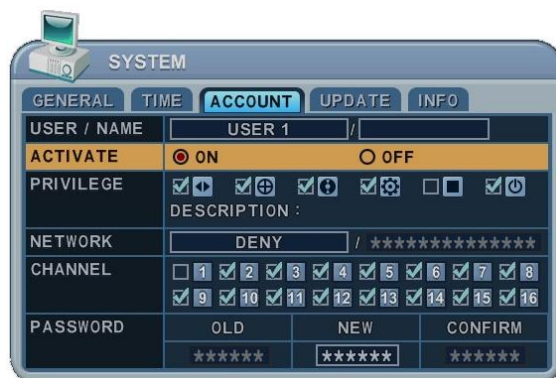 SYSTEM
GENERAL TIME ACCOUNT UPDATE INFO
USER / NAME USER 1 /
ACTIVATE ON OFF
PRIVILEGE
DESCRIPTION :
NETWORK DENY / **************
CHANNEL 1 2 3 4 5 6 7 8
9 10 11 12 13 14 15 16
PASSWORD OLD NEW CONFIRM
****** ****** ******